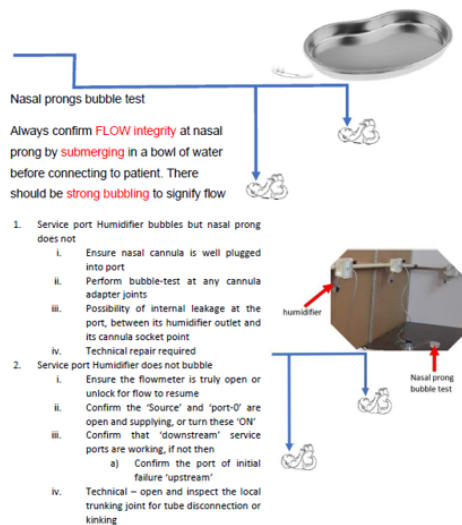 Nasal prongs bubble test
Always confirm FLOW integrity at nasal
prong by submerging in a bowl of water
before connecting to patient. There
should be strong bubbling to signify flow
1. Service port Humidifier bubbles but nasal prong
does not
i. Ensure nasal cannula is well plugged
into port
ii. Perform bubble-test at any cannula
adapter joints
iii. Possibility of internal leakage at the
port, between its humidifier outlet and
its cannula socket point
iv. Technical repair required
2. Service port Humidifier does not bubble
i. Ensure the flowmeter is truly open or
unlock for flow to resume
ii. Confirm the 'Source' and 'port-0' are
open and supplying, or turn these 'ON'
iii. Confirm that 'downstream' service
ports are working, if not then
a) Confirm the port of initial
failure 'upstream'
iv. Technical – open and inspect the local
trunking joint for tube disconnection or
kinking
humidifier
Nasal prong
bubble test